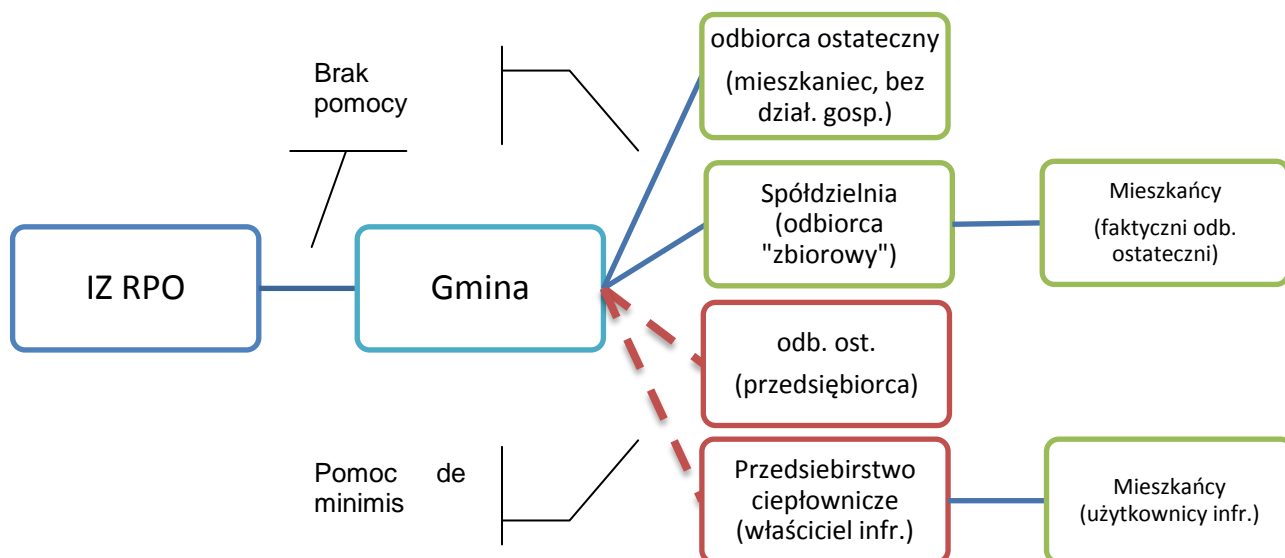 Brak
pomocy
odbiorca ostateczny
(mieszkaniec, bez
dział. gosp.)
IZ RPO
Gmina
Spółdzielnia
(odbiorca
"zbiorowy")
Mieszkańcy
(faktyczni odb.
ostateczni)
odb. ost.
(przedsiębiorca)
Pomoc de
minimis
Przedsiebirstwo
ciepłownicze
(właściciel infr.)
Mieszkańcy
(użytkownicy infr.)